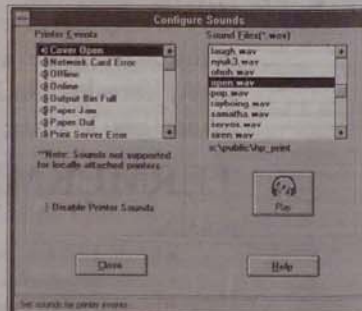 Configure Sounds
Printer Events
Cover Open
Network Card Error
Offline
Online
Output Bin Full
Paper Jam
Paper Out
Print Server Error
**Note: Sounds not supported
for locally attached printers.
Disable Printer Sounds
Sound Files(*.wav)
laugh.wav
nyuk3.wav
ohoh.wav
open.wav
pop.wav
rayboing.wav
samatha.wav
servos.wav
siren.wav
c:\public\hp_print
Play
Close
Help
Set sounds for printer events